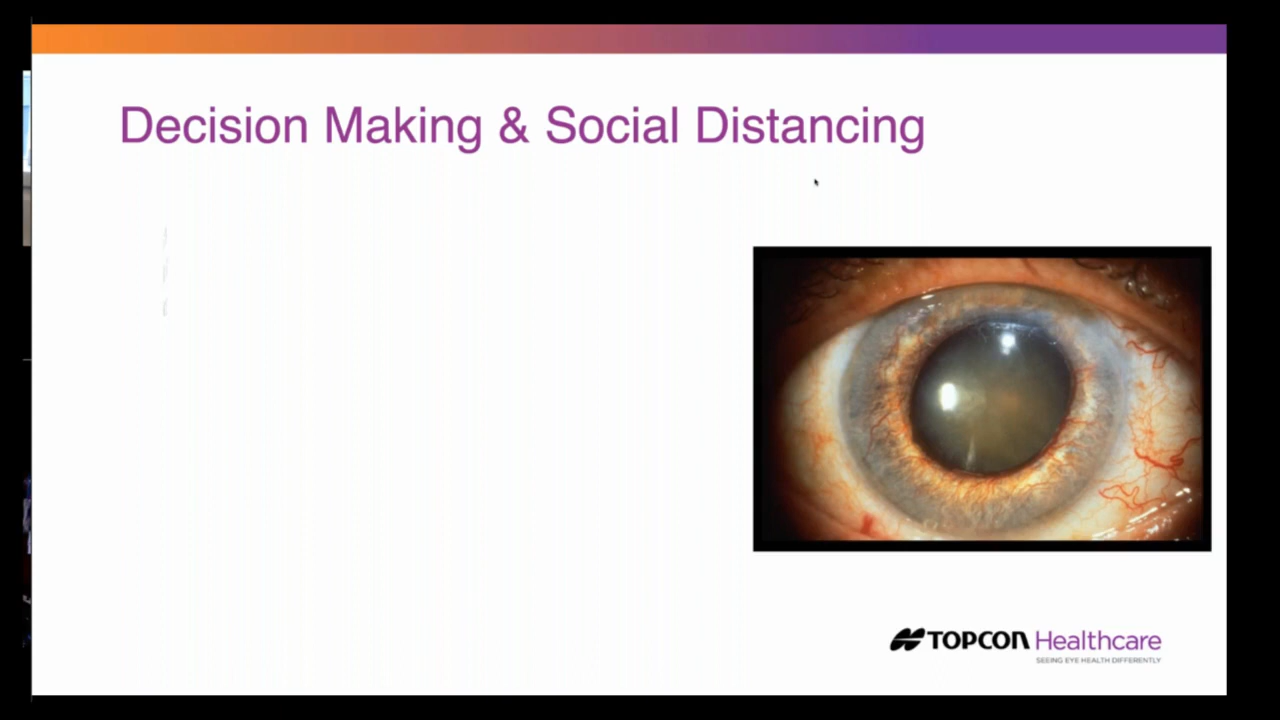 Decision Making & Social Distancing
TOPCON Healthcare
SEEING EYE HEALTH DIFFERENTLY